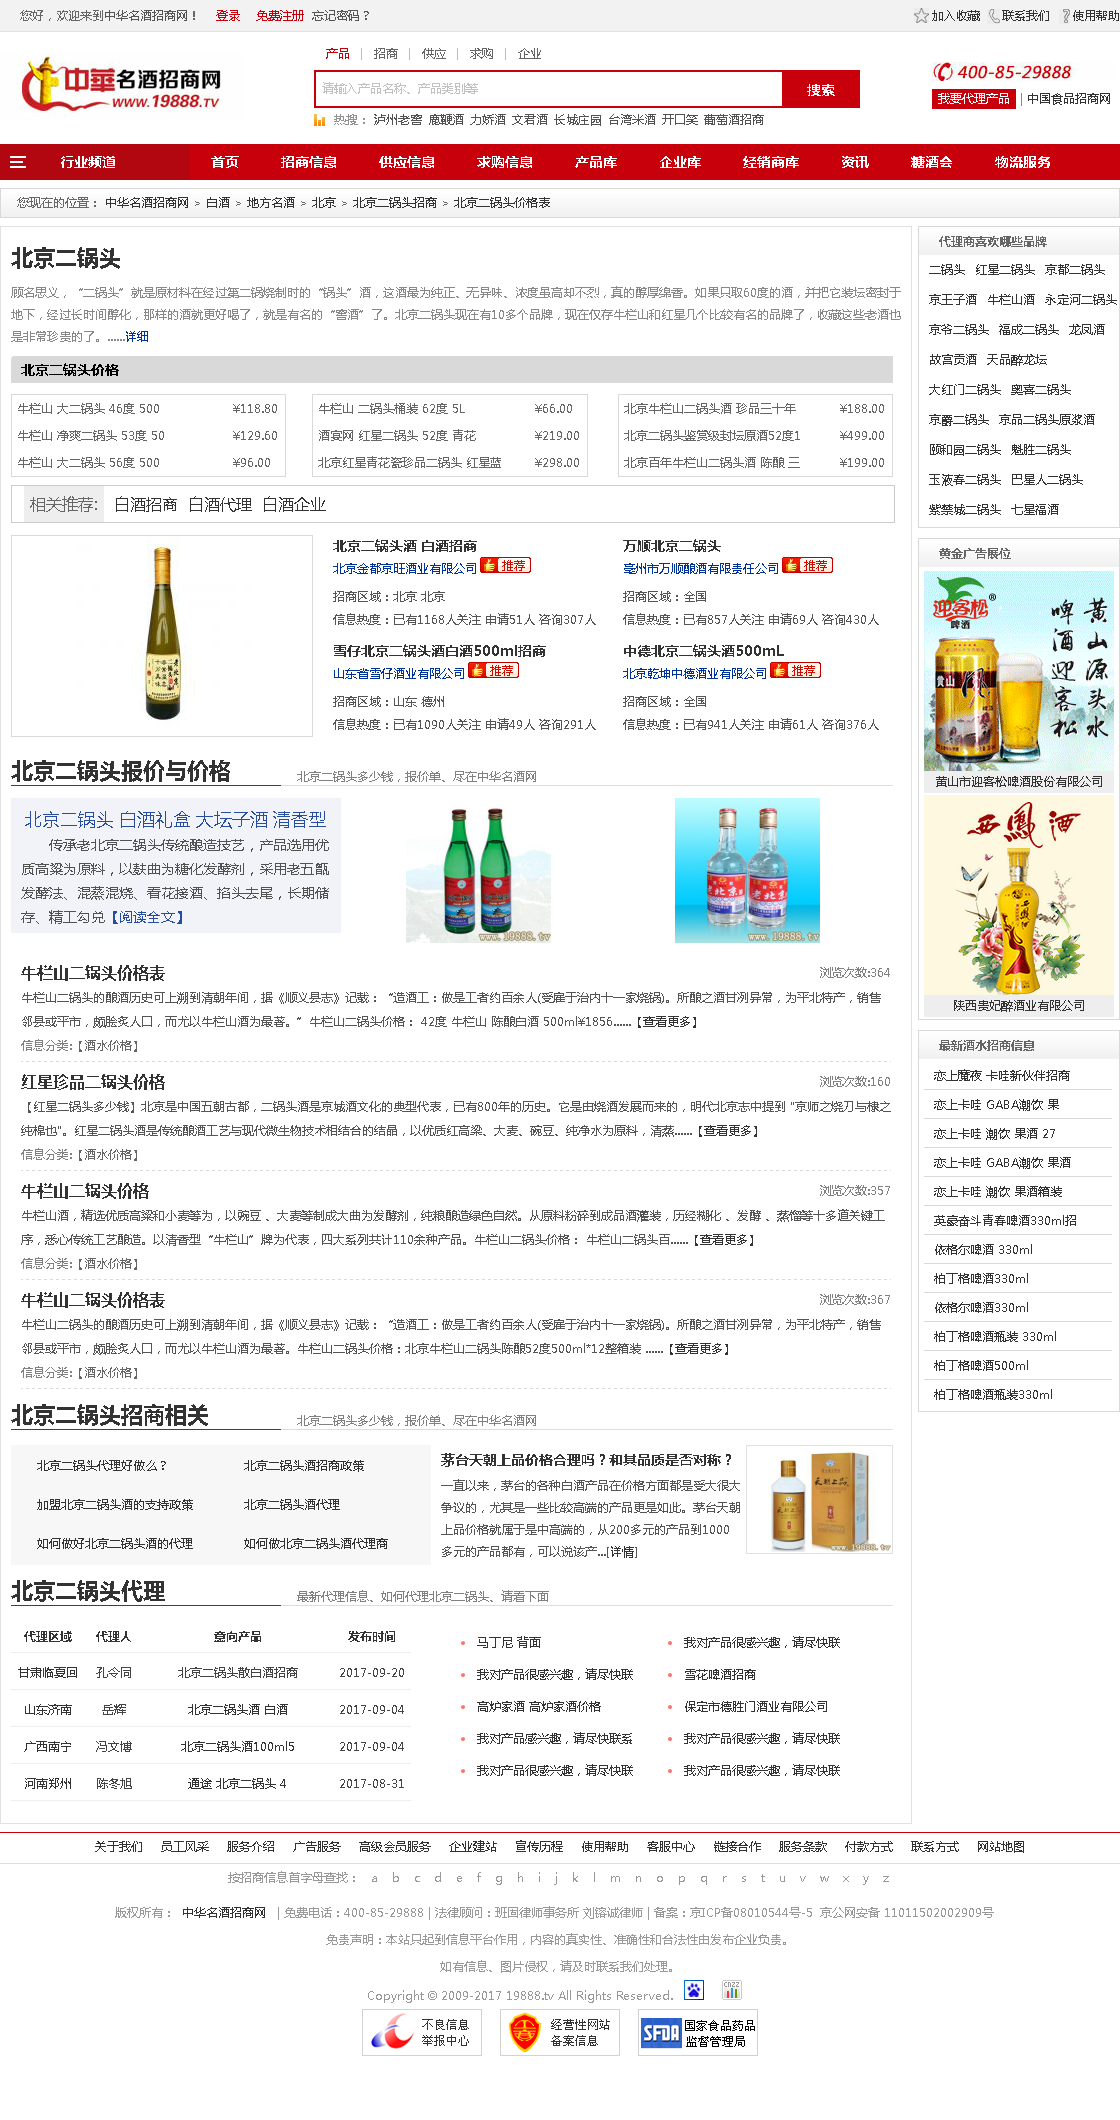 您好，欢迎来到中华名酒招商网！ 登录 免费注册 忘记密码？ 加入收藏 联系我们 使用帮助
产品 | 招商 | 供应 | 求购 | 企业
中華名酒招商网
www.19888.tv
请输入产品名称、产品类别等 搜索
400-85-29888
我要代理产品 | 中国食品招商网
热搜： 泸州老窖 鹿鞭酒 力娇酒 文君酒 长城庄园 台湾米酒 开口笑 葡萄酒招商
行业频道 首页 招商信息 供应信息 求购信息 产品库 企业库 经销商库 资讯 糖酒会 物流服务
您现在的位置： 中华名酒招商网 > 白酒 > 地方名酒 > 北京 > 北京二锅头招商 > 北京二锅头价格表
北京二锅头
顾名思义，“二锅头”就是原材料在经过第二锅烧制时的“锅头”酒，这酒最为纯正、无异味、浓度虽高却不烈，真的醇厚绵香。如果只取60度的酒，并把它装坛密封于
地下，经过长时间醇化，那样的酒就更好喝了，就是有名的“窖酒”了。北京二锅头现在有10多个品牌，现在仅存牛栏山和红星几个比较有名的品牌了，收藏这些老酒也
是非常珍贵的了。......详细
北京二锅头价格
牛栏山 大二锅头 46度 500 ¥118.80
牛栏山 净爽二锅头 53度 50 ¥129.60
牛栏山 大二锅头 56度 500 ¥96.00
牛栏山 二锅头桶装 62度 5L ¥66.00
酒宴网 红星二锅头 52度 青花 ¥219.00
北京红星青花瓷珍品二锅头 红星蓝 ¥298.00
北京牛栏山二锅头酒 珍品三十年 ¥188.00
北京二锅头鉴赏级封坛原酒52度1 ¥499.00
北京百年牛栏山二锅头酒 陈酿 三 ¥199.00
相关推荐: 白酒招商 白酒代理 白酒企业
北京二锅头酒 白酒招商
北京金都京旺酒业有限公司 推荐
招商区域：北京 北京
信息热度：已有1168人关注 申请51人 咨询307人
万顺北京二锅头
亳州市万顺酿酒有限责任公司 推荐
招商区域：全国
信息热度：已有857人关注 申请69人 咨询430人
雪仔北京二锅头酒白酒500ml招商
山东省雪仔酒业有限公司 推荐
招商区域：山东 德州
信息热度：已有1090人关注 申请49人 咨询291人
中德北京二锅头酒500mL
北京乾坤中德酒业有限公司 推荐
招商区域：全国
信息热度：已有941人关注 申请61人 咨询376人
北京二锅头报价与价格 北京二锅头多少钱，报价单、尽在中华名酒网
北京二锅头 白酒礼盒 大坛子酒 清香型
传承老北京二锅头传统酿造技艺，产品选用优
质高粱为原料，以麸曲为糖化发酵剂，采用老五甑
发酵法、混蒸混烧、看花接酒、掐头去尾，长期储
存、精工勾兑【阅读全文】
www.19888.tv
老北京
www.19888.tv
牛栏山二锅头价格表 浏览次数:364
牛栏山二锅头的酿酒历史可上溯到清朝年间，据《顺义县志》记载：“造酒工：做是工者约百余人(受雇于治内十一家烧锅)。所酿之酒甘冽异常，为平北特产，销售
邻县或平市，颇脍炙人口，而尤以牛栏山酒为最著。”牛栏山二锅头价格： 42度 牛栏山 陈酿白酒 500ml¥1856......【查看更多】
信息分类:【酒水价格】
红星珍品二锅头价格 浏览次数:160
【红星二锅头多少钱】北京是中国五朝古都，二锅头酒是京城酒文化的典型代表，已有800年的历史。它是由烧酒发展而来的，明代北京志中提到 "京师之烧刀与棣之
纯棉也"。红星二锅头酒是传统酿酒工艺与现代微生物技术相结合的结晶，以优质红高粱、大麦、豌豆、纯净水为原料，清蒸......【查看更多】
信息分类:【酒水价格】
牛栏山二锅头价格 浏览次数:357
牛栏山酒，精选优质高粱和小麦等为，以豌豆 、大麦等制成大曲为发酵剂，纯粮酿造绿色自然。从原料粉碎到成品酒灌装，历经糊化 、发酵 、蒸馏等十多道关键工
序，悉心传统工艺酿造。以清香型“牛栏山”牌为代表，四大系列共计110余种产品。牛栏山二锅头价格： 牛栏山二锅头百......【查看更多】
信息分类:【酒水价格】
牛栏山二锅头价格表 浏览次数:367
牛栏山二锅头的酿酒历史可上溯到清朝年间，据《顺义县志》记载：“造酒工：做是工者约百余人(受雇于治内十一家烧锅)。所酿之酒甘冽异常，为平北特产，销售
邻县或平市，颇脍炙人口，而尤以牛栏山酒为最著。牛栏山二锅头价格：北京牛栏山二锅头陈酿52度500ml*12整箱装 ......【查看更多】
信息分类:【酒水价格】
北京二锅头招商相关 北京二锅头多少钱，报价单、尽在中华名酒网
北京二锅头代理好做么？ 北京二锅头酒招商政策
加盟北京二锅头酒的支持政策 北京二锅头酒代理
如何做好北京二锅头酒的代理 如何做北京二锅头酒代理商
茅台天朝上品价格合理吗？和其品质是否对称？
一直以来，茅台的各种白酒产品在价格方面都是受大很大
争议的，尤其是一些比较高端的产品更是如此。茅台天朝
上品价格就属于是中高端的，从200多元的产品到1000
多元的产品都有，可以说该产...[详情]
天朝上品
www.19888.tv
北京二锅头代理 最新代理信息、如何代理北京二锅头、请看下面
代理区域 代理人 意向产品 发布时间
甘肃临夏回 孔令同 北京二锅头散白酒招商 2017-09-20
山东济南 岳辉 北京二锅头酒 白酒 2017-09-04
广西南宁 冯文博 北京二锅头酒100ml5 2017-09-04
河南郑州 陈冬旭 通途 北京二锅头 4 2017-08-31
马丁尼 背面 我对产品很感兴趣，请尽快联
我对产品很感兴趣，请尽快联 雪花啤酒招商
高炉家酒 高炉家酒价格 保定市德胜门酒业有限公司
我对产品感兴趣，请尽快联系 我对产品很感兴趣，请尽快联
我对产品很感兴趣，请尽快联 我对产品很感兴趣，请尽快联
代理商喜欢哪些品牌
二锅头 红星二锅头 京都二锅头
京王子酒 牛栏山酒 永定河二锅头
京爷二锅头 福成二锅头 龙凤酒
故宫贡酒 天品醉龙坛
大红门二锅头 奥喜二锅头
京爵二锅头 京品二锅头原浆酒
颐和园二锅头 魁胜二锅头
玉液春二锅头 巴星人二锅头
紫禁城二锅头 七星福酒
黄金广告展位
迎客松
啤酒
黄山源头水
啤酒迎客松
黄山
黄山市迎客松啤酒股份有限公司
西鳳酒
陕西贵妃醉酒业有限公司
最新酒水招商信息
恋上魔夜 卡哇新伙伴招商
恋上卡哇 GABA潮饮 果
恋上卡哇 潮饮 果酒 27
恋上卡哇 GABA潮饮 果酒
恋上卡哇 潮饮 果酒箱装
英豪奋斗青春啤酒330ml招
依格尔啤酒 330ml
柏丁格啤酒330ml
依格尔啤酒330ml
柏丁格啤酒瓶装 330ml
柏丁格啤酒500ml
柏丁格啤酒瓶装330ml
关于我们 员工风采 服务介绍 广告服务 高级会员服务 企业建站 宣传历程 使用帮助 客服中心 链接合作 服务条款 付款方式 联系方式 网站地图
按招商信息首字母查找： a b c d e f g h i j k l m n o p q r s t u v w x y z
版权所有： 中华名酒招商网 | 免费电话：400-85-29888 | 法律顾问：班固律师事务所 刘镕诚律师 | 备案：京ICP备08010544号-5 京公网安备 11011502002909号
免责声明：本站只起到信息平台作用，内容的真实性、准确性和合法性由发布企业负责。
如有信息、图片侵权，请及时联系我们处理。
Copyright © 2009-2017 19888.tv All Rights Reserved. CNZZ
不良信息
举报中心
经营性网站
备案信息
SFDA 国家食品药品
监督管理局